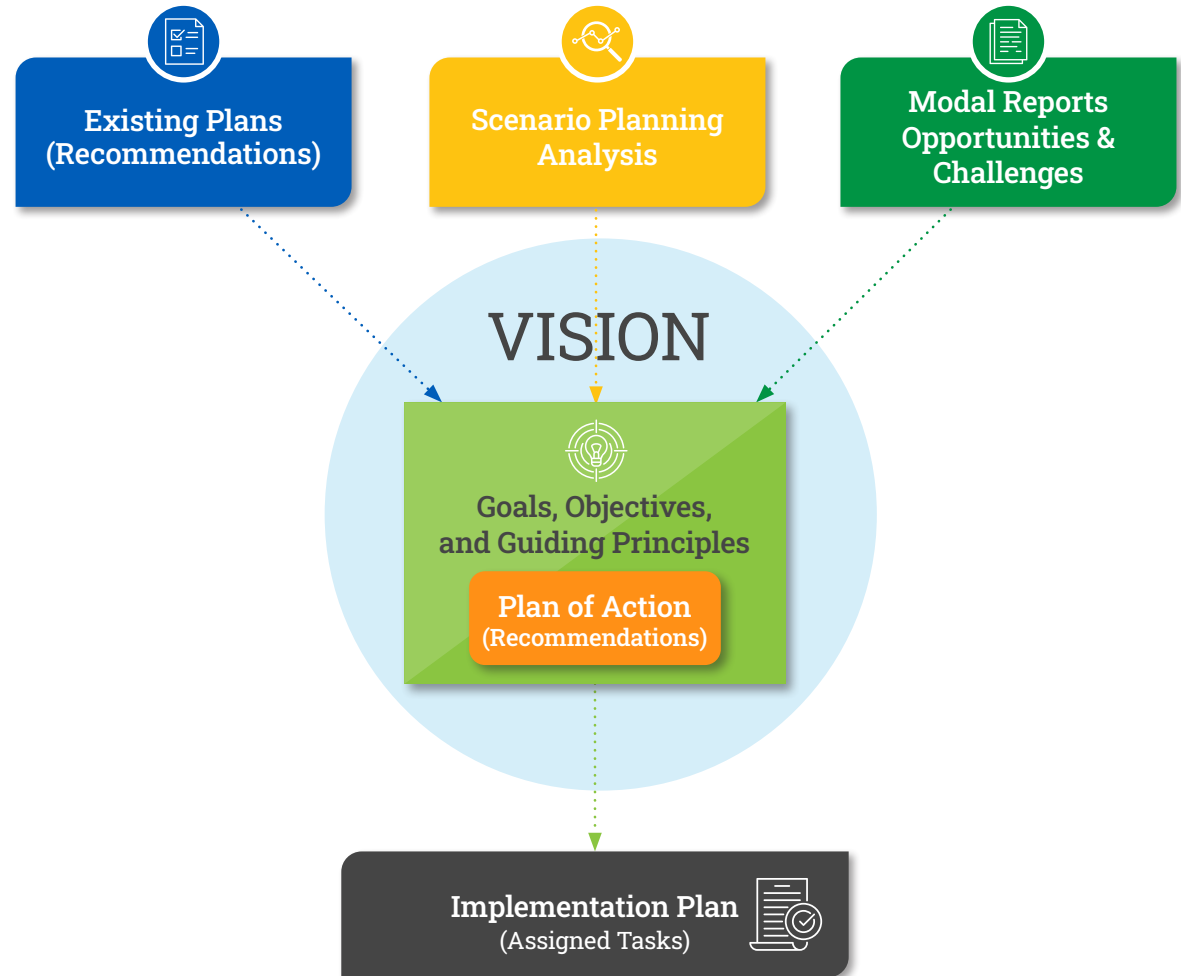 Existing Plans
(Recommendations)
Scenario Planning
Analysis
Modal Reports
Opportunities &
Challenges
VISION
Goals, Objectives,
and Guiding Principles
Plan of Action
(Recommendations)
Implementation Plan
(Assigned Tasks)